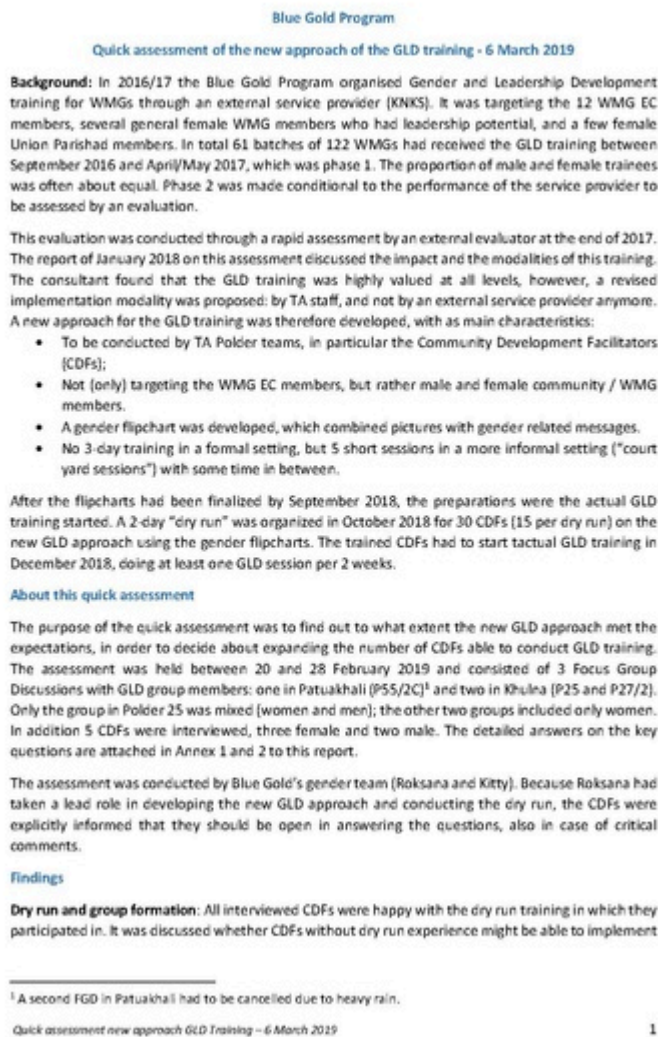 Blue Gold Program
Quick assessment of the new approach of the GLD training - 6 March 2019
Background: In 2016/17 the Blue Gold Program organised Gender and Leadership Development
training for WMGs through an external service provider (KNKS). It was targeting the 12 WMG EC
members, several general female WMG members who had leadership potential, and a few female
Union Parishad members. In total 61 batches of 122 WMGs had received the GLD training between
September 2016 and April/May 2017, which was phase 1. The proportion of male and female trainees
was often about equal. Phase 2 was made conditional to the performance of the service provider to
be assessed by an evaluation.
This evaluation was conducted through a rapid assessment by an external evaluator at the end of 2017.
The report of January 2018 on this assessment discussed the impact and the modalities of this training.
The consultant found that the GLD training was highly valued at all levels, however, a revised
implementation modality was proposed: by TA staff, and not by an external service provider anymore.
A new approach for the GLD training was therefore developed, with as main characteristics:
• To be conducted by TA Polder teams, in particular the Community Development Facilitators
(CDFs);
• Not (only) targeting the WMG EC members, but rather male and female community / WMG
members.
• A gender flipchart was developed, which combined pictures with gender related messages.
• No 3-day training in a formal setting, but 5 short sessions in a more informal setting ("court
yard sessions") with some time in between.
After the flipcharts had been finalized by September 2018, the preparations were the actual GLD
training started. A 2-day "dry run" was organized in October 2018 for 30 CDFs (15 per dry run) on the
new GLD approach using the gender flipcharts. The trained CDFs had to start tactual GLD training in
December 2018, doing at least one GLD session per 2 weeks.
About this quick assessment
The purpose of the quick assessment was to find out to what extent the new GLD approach met the
expectations, in order to decide about expanding the number of CDFs able to conduct GLD training.
The assessment was held between 20 and 28 February 2019 and consisted of 3 Focus Group
Discussions with GLD group members: one in Patuakhali (P55/2C)¹ and two in Khulna (P25 and P27/2).
Only the group in Polder 25 was mixed (women and men); the other two groups included only women.
In addition 5 CDFs were interviewed, three female and two male. The detailed answers on the key
questions are attached in Annex 1 and 2 to this report.
The assessment was conducted by Blue Gold's gender team (Roksana and Kitty). Because Roksana had
taken a lead role in developing the new GLD approach and conducting the dry run, the CDFs were
explicitly informed that they should be open in answering the questions, also in case of critical
comments.
Findings
Dry run and group formation: All interviewed CDFs were happy with the dry run training in which they
participated in. It was discussed whether CDFs without dry run experience might be able to implement
¹ A second FGD in Patuakhali had to be cancelled due to heavy rain.
Quick assessment new approach GLD Training – 6 March 2019 1